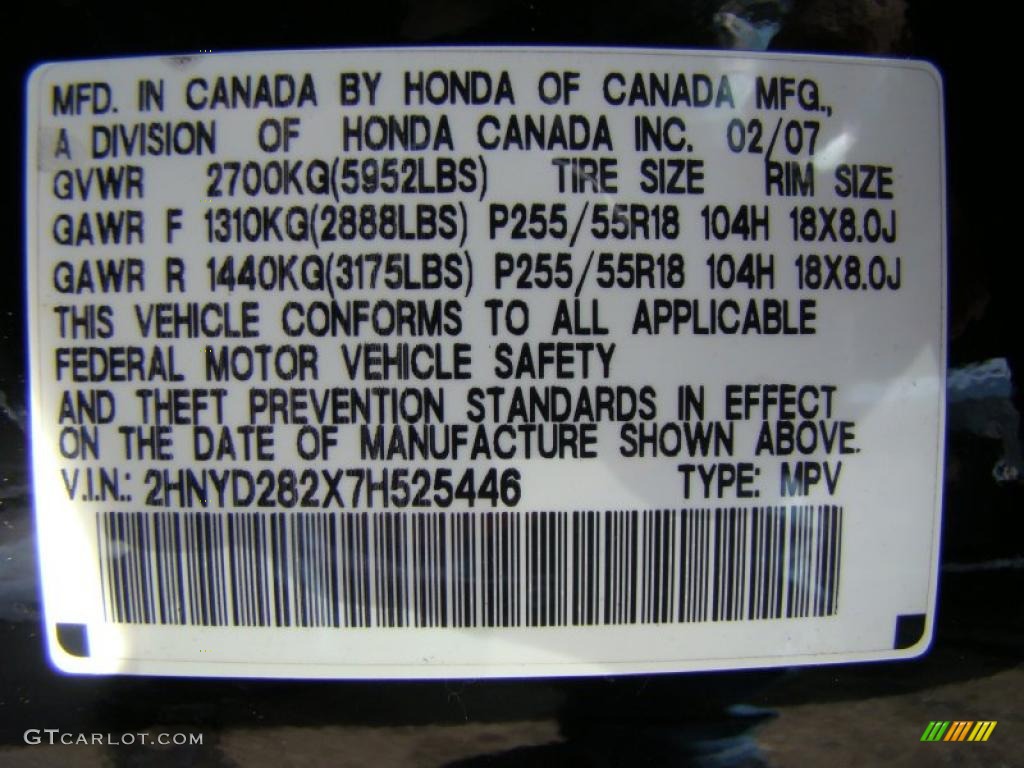 MFD. IN CANADA BY HONDA OF CANADA MFG.,
A DIVISION OF HONDA CANADA INC. 02/07
GVWR 2700KG(5952LBS) TIRE SIZE RIM SIZE
GAWR F 1310KG(2888LBS) P255/55R18 104H 18X8.0J
GAWR R 1440KG(3175LBS) P255/55R18 104H 18X8.0J
THIS VEHICLE CONFORMS TO ALL APPLICABLE
FEDERAL MOTOR VEHICLE SAFETY
AND THEFT PREVENTION STANDARDS IN EFFECT
ON THE DATE OF MANUFACTURE SHOWN ABOVE.
V.I.N.: 2HNYD282X7H525446 TYPE: MPV
GTCARLOT.COM